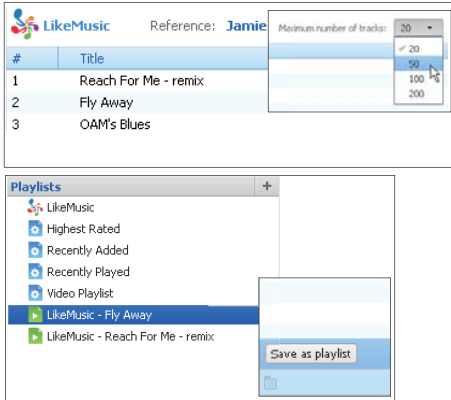 LikeMusic Reference: Jamie
Maximum number of tracks: 20
✓ 20
50
100
200
# Title
1 Reach For Me - remix
2 Fly Away
3 OAM's Blues
Playlists +
LikeMusic
Highest Rated
Recently Added
Recently Played
Video Playlist
LikeMusic - Fly Away
LikeMusic - Reach For Me - remix
Save as playlist